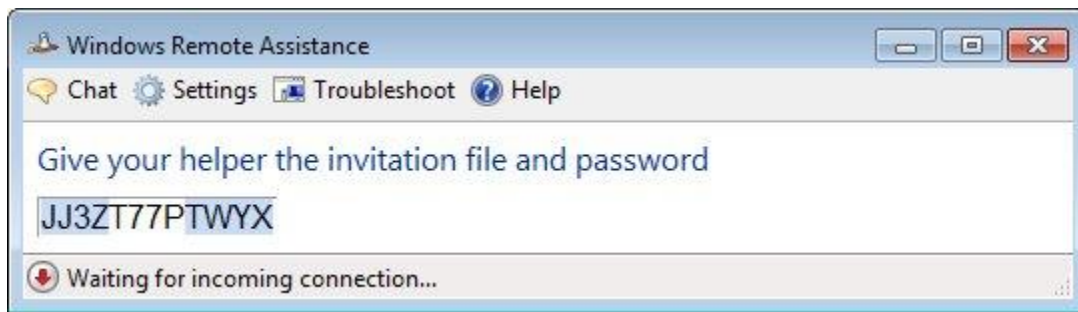 Windows Remote Assistance
Chat Settings Troubleshoot Help
Give your helper the invitation file and password
JJ3ZT77PTWYX
Waiting for incoming connection...